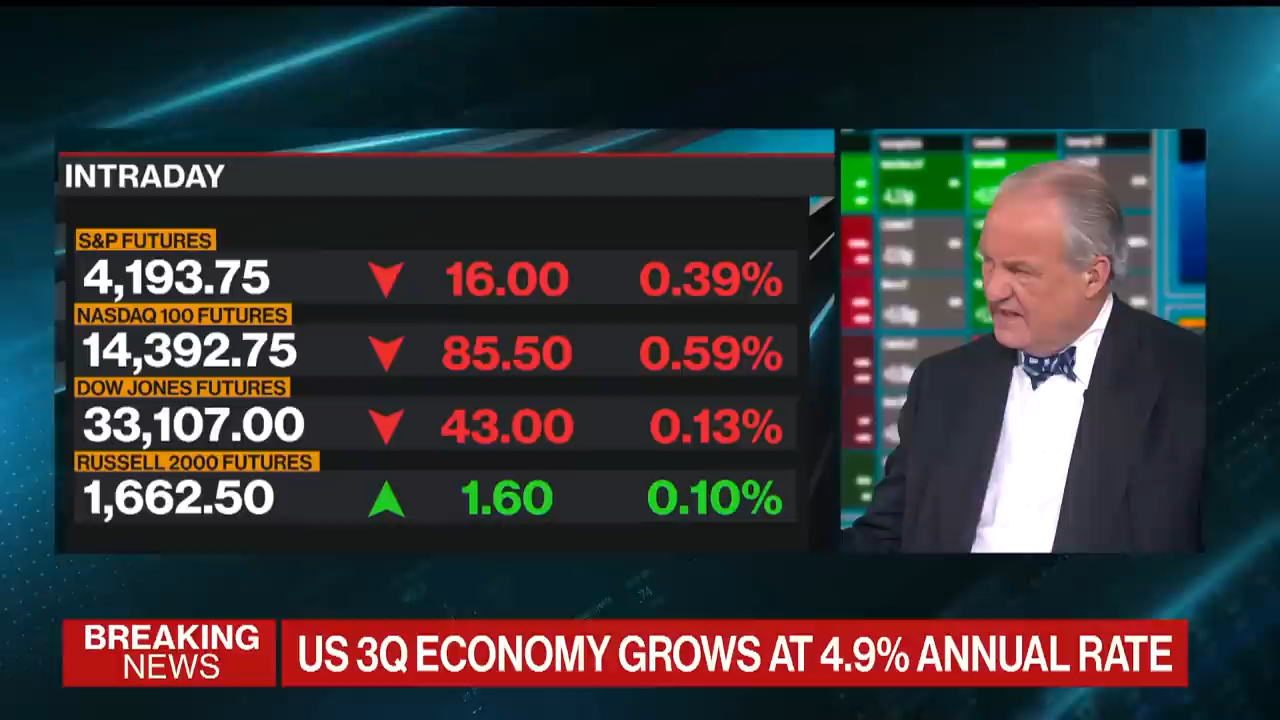 INTRADAY
S&P FUTURES
4,193.75 ▼ 16.00 0.39%
NASDAQ 100 FUTURES
14,392.75 ▼ 85.50 0.59%
DOW JONES FUTURES
33,107.00 ▼ 43.00 0.13%
RUSSELL 2000 FUTURES
1,662.50 ▲ 1.60 0.10%
BREAKING
NEWS
US 3Q ECONOMY GROWS AT 4.9% ANNUAL RATE